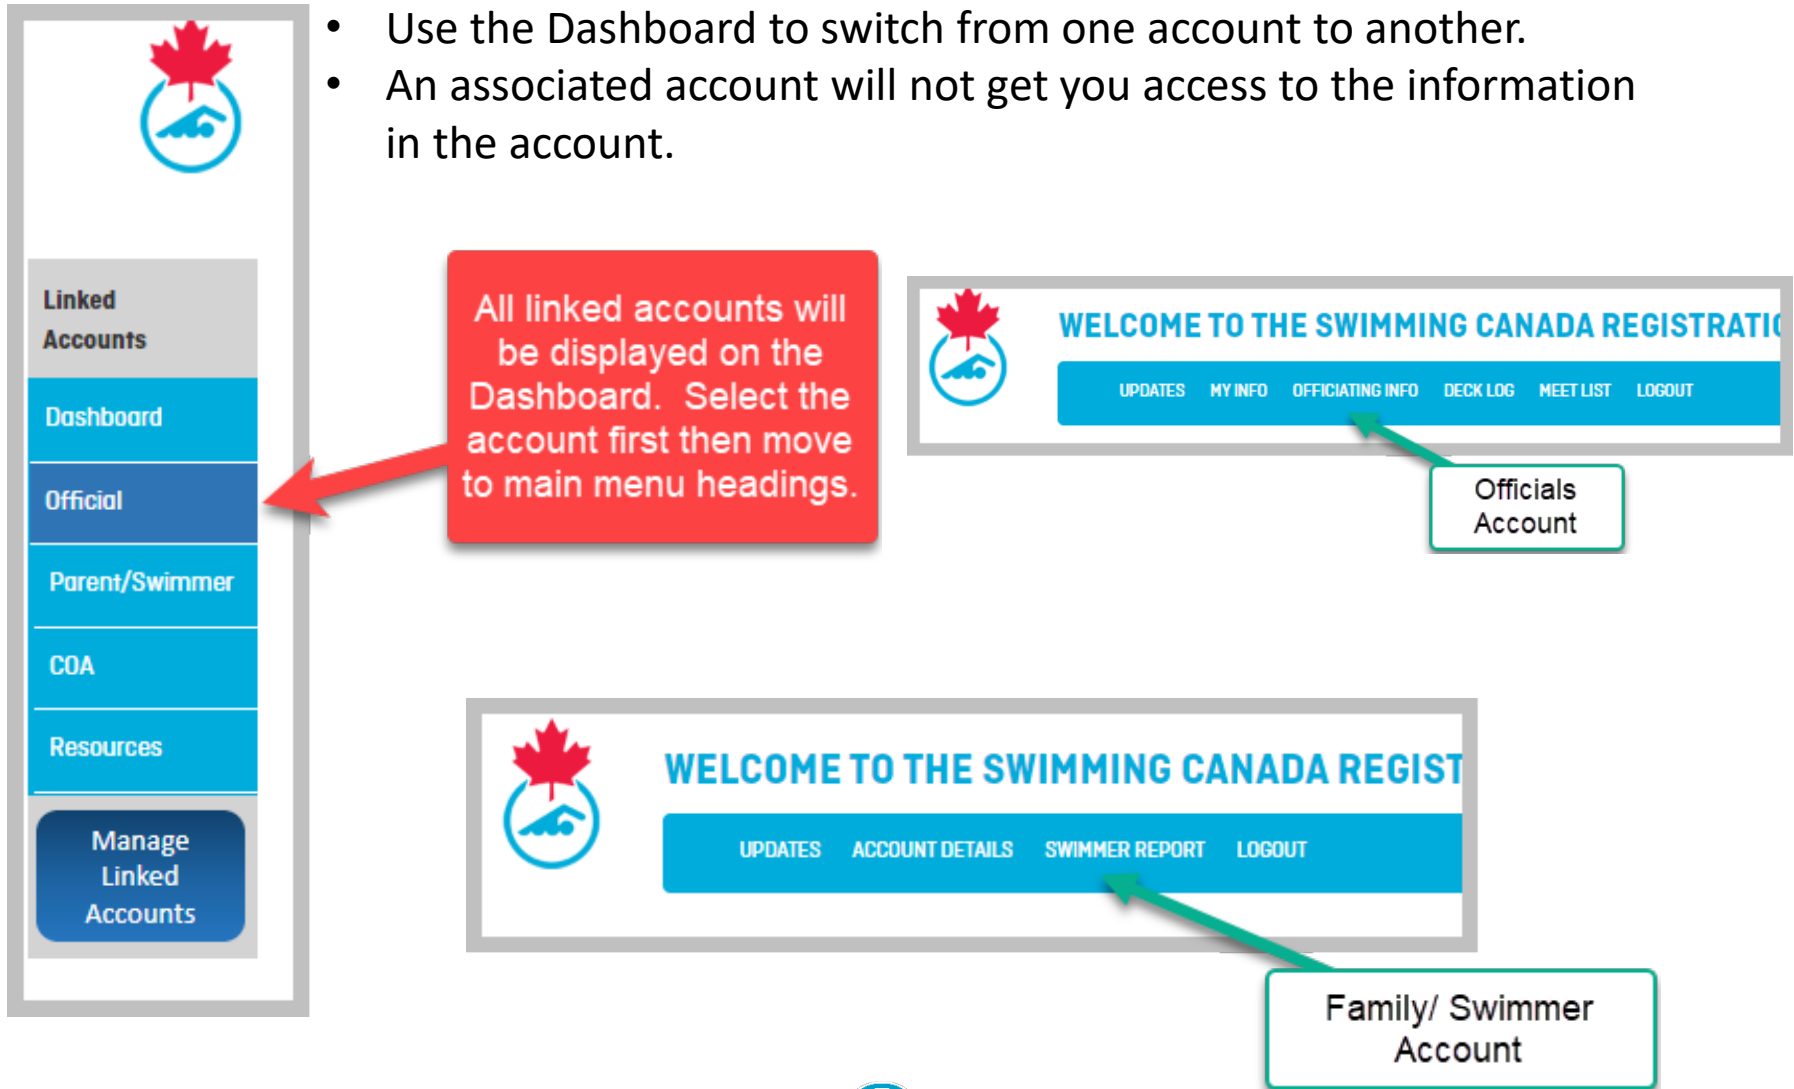 • Use the Dashboard to switch from one account to another.
• An associated account will not get you access to the information
in the account.
Linked
Accounts
Dashboard
Official
Parent/Swimmer
COA
Resources
Manage
Linked
Accounts
All linked accounts will
be displayed on the
Dashboard. Select the
account first then move
to main menu headings.
WELCOME TO THE SWIMMING CANADA REGISTRATI
UPDATES MY INFO OFFICIATING INFO DECK LOG MEET LIST LOGOUT
Officials
Account
WELCOME TO THE SWIMMING CANADA REGIST
UPDATES ACCOUNT DETAILS SWIMMER REPORT LOGOUT
Family/ Swimmer
Account